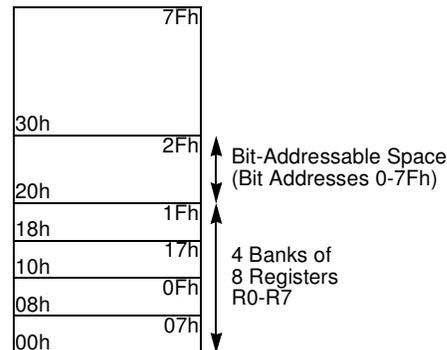 7Fh
30h
2Fh
Bit-Addressable Space
(Bit Addresses 0-7Fh)
20h
1Fh
18h
17h
4 Banks of
8 Registers
R0-R7
10h
0Fh
08h
07h
00h